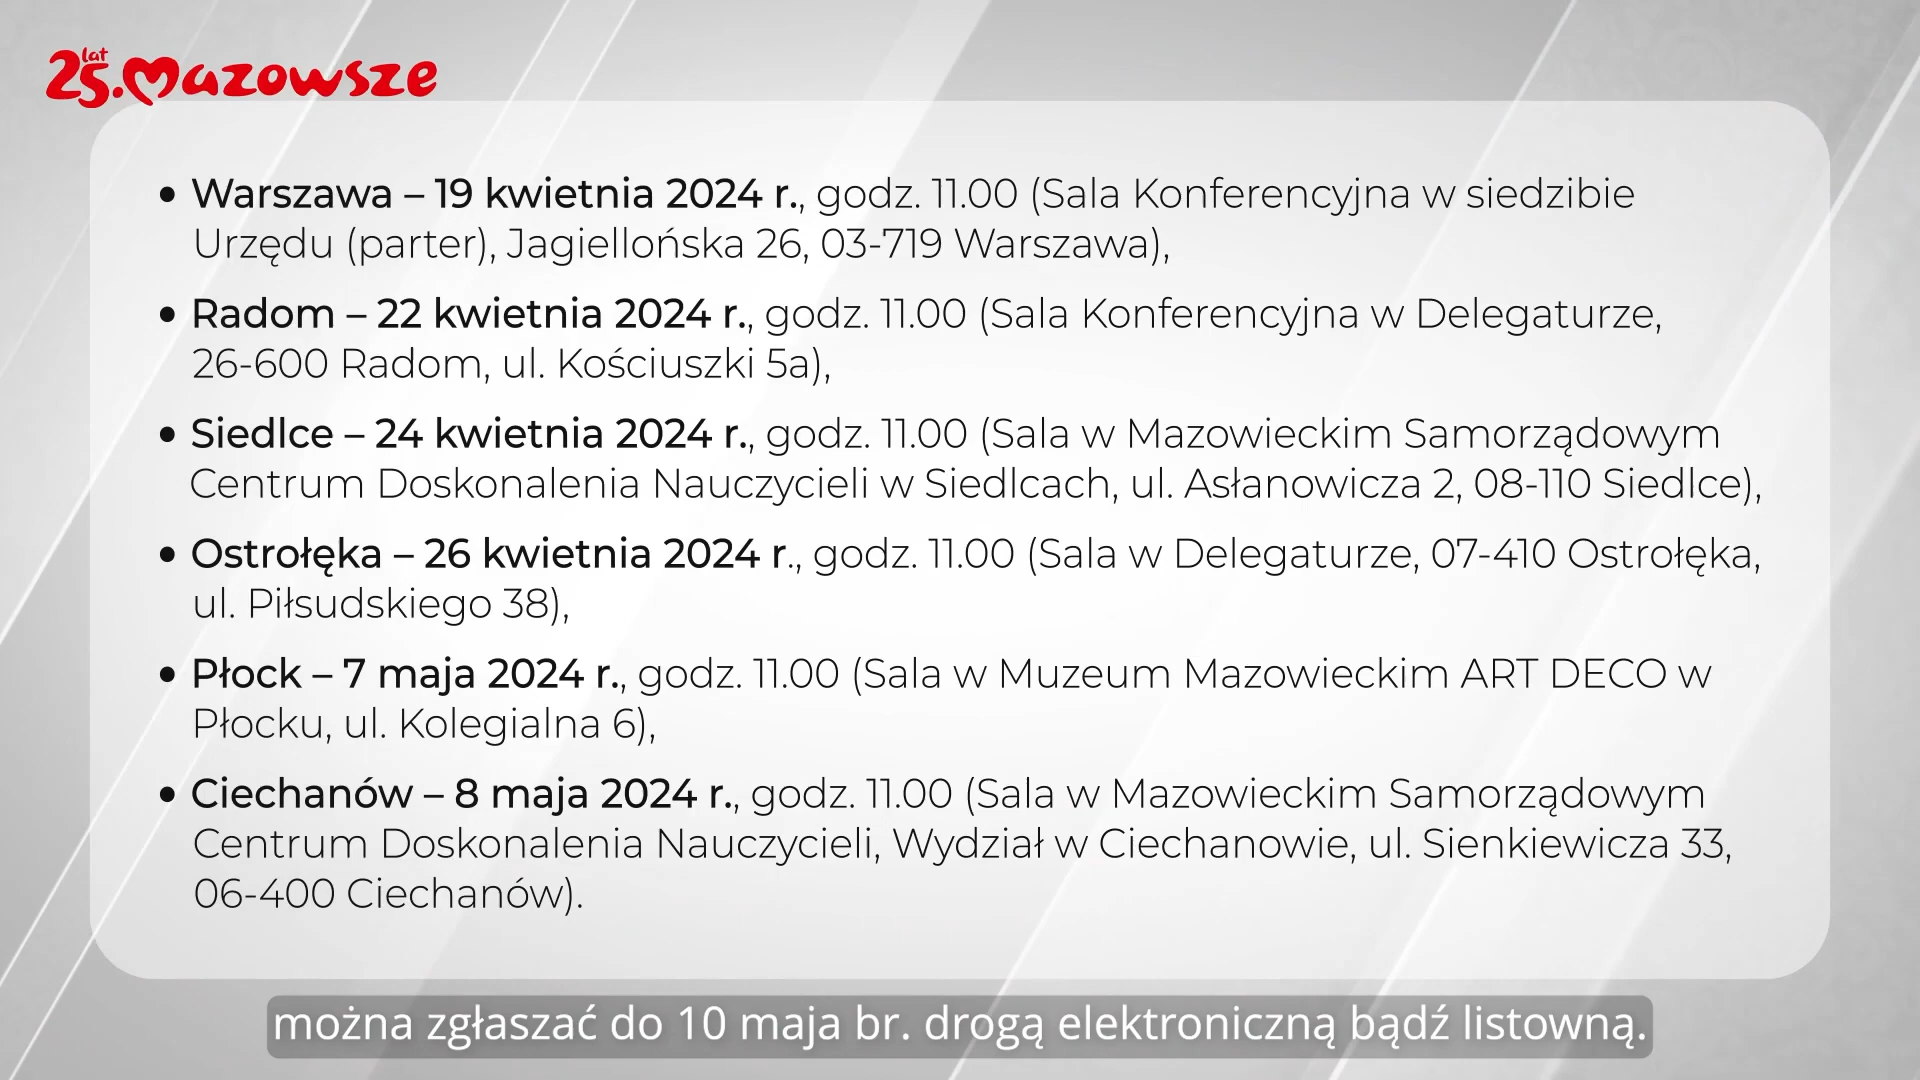 25 lat. Mazowsze
• Warszawa – 19 kwietnia 2024 r., godz. 11.00 (Sala Konferencyjna w siedzibie
Urzędu (parter), Jagiellońska 26, 03-719 Warszawa),
• Radom – 22 kwietnia 2024 r., godz. 11.00 (Sala Konferencyjna w Delegaturze,
26-600 Radom, ul. Kościuszki 5a),
• Siedlce – 24 kwietnia 2024 r., godz. 11.00 (Sala w Mazowieckim Samorządowym
Centrum Doskonalenia Nauczycieli w Siedlcach, ul. Asłanowicza 2, 08-110 Siedlce),
• Ostrołęka – 26 kwietnia 2024 r., godz. 11.00 (Sala w Delegaturze, 07-410 Ostrołęka,
ul. Piłsudskiego 38),
• Płock – 7 maja 2024 r., godz. 11.00 (Sala w Muzeum Mazowieckim ART DECO w
Płocku, ul. Kolegialna 6),
• Ciechanów – 8 maja 2024 r., godz. 11.00 (Sala w Mazowieckim Samorządowym
Centrum Doskonalenia Nauczycieli, Wydział w Ciechanowie, ul. Sienkiewicza 33,
06-400 Ciechanów).
można zgłaszać do 10 maja br. drogą elektroniczną bądź listowną.